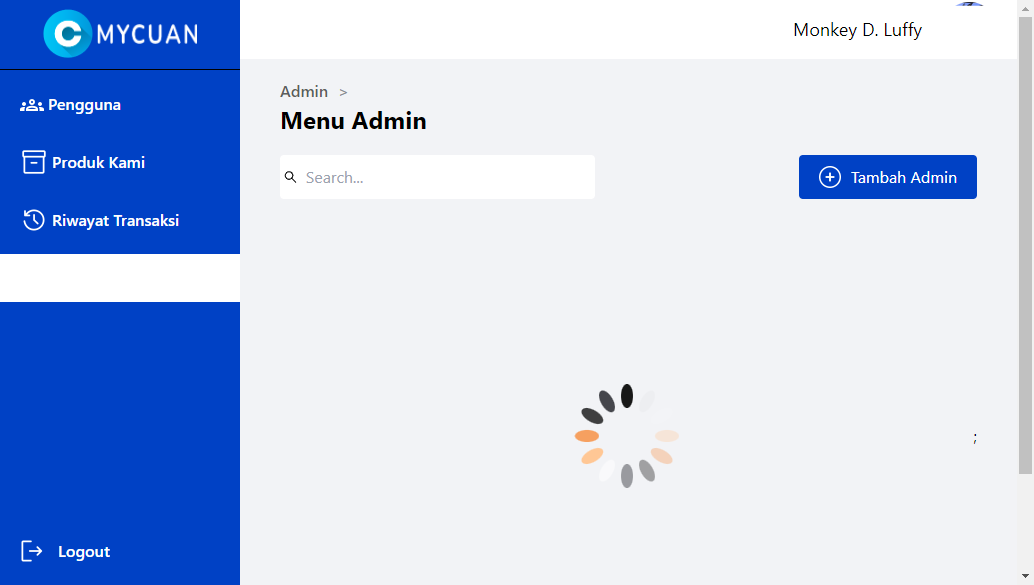 MYCUAN
Monkey D. Luffy
Pengguna
Produk Kami
Riwayat Transaksi
Logout
Admin >
Menu Admin
Search...
Tambah Admin
;